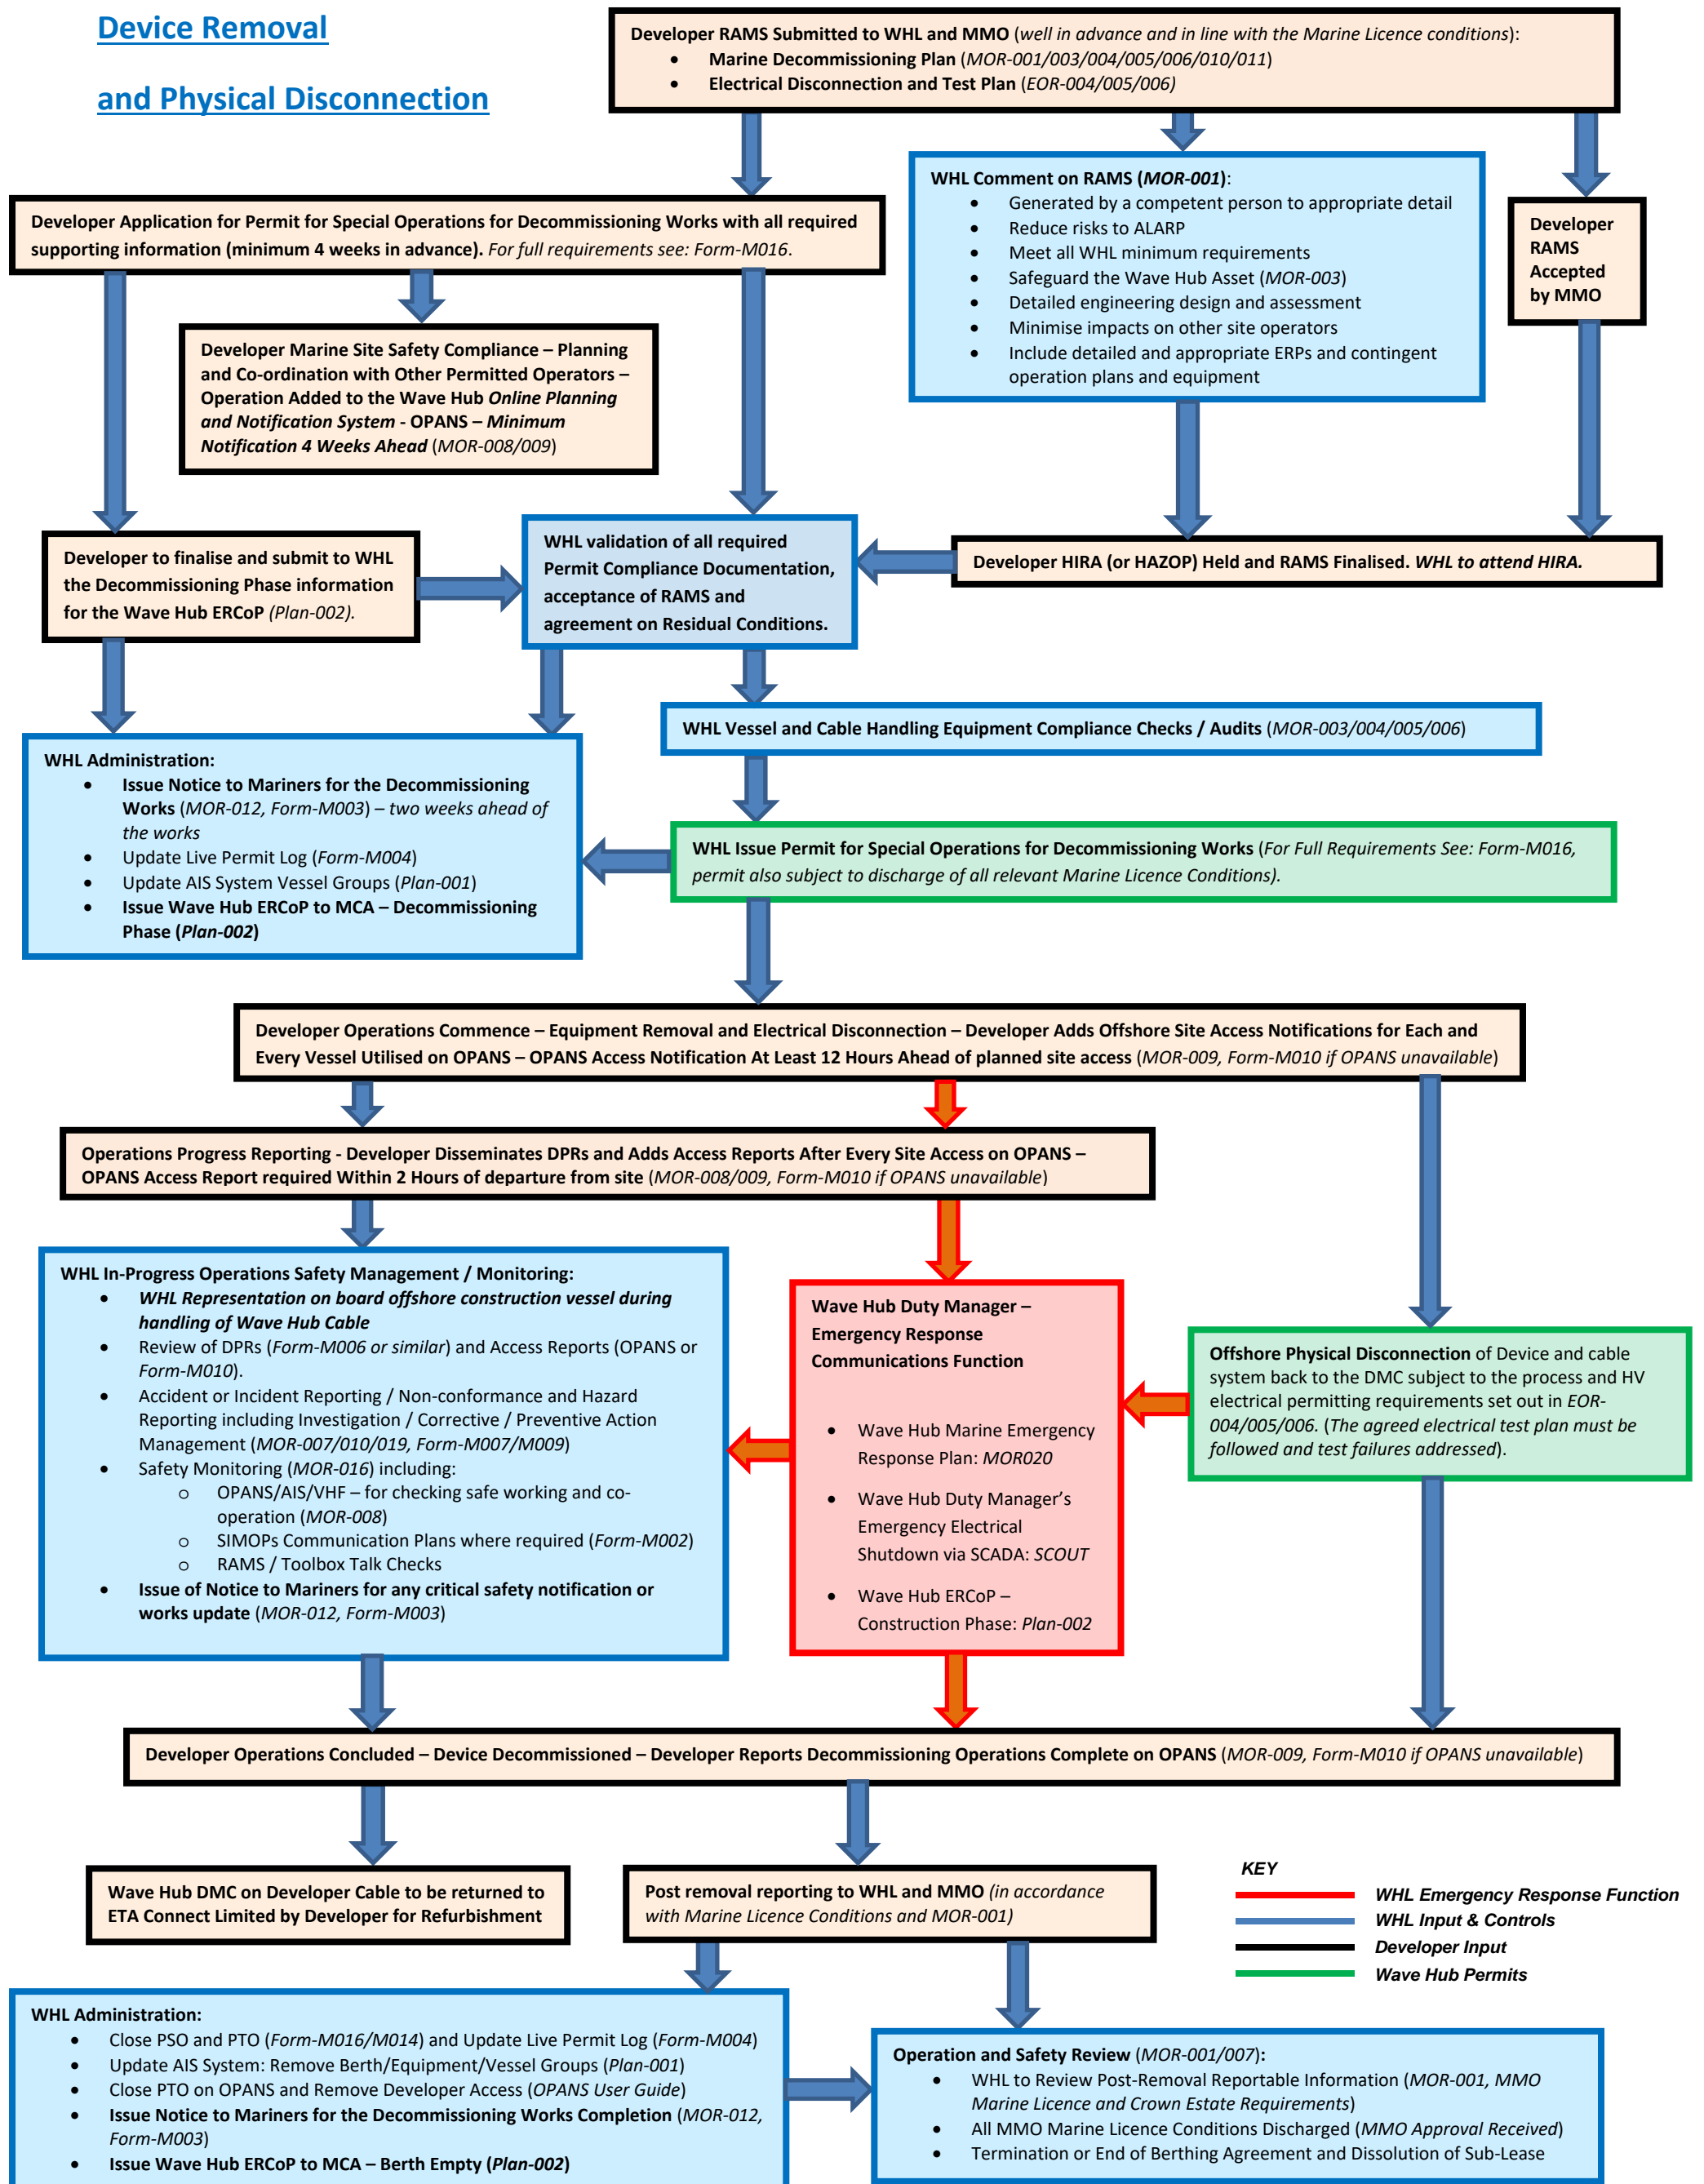 Device Removal
and Physical Disconnection
Developer RAMS Submitted to WHL and MMO (well in advance and in line with the Marine Licence conditions):
• Marine Decommissioning Plan (MOR-001/003/004/005/006/010/011)
• Electrical Disconnection and Test Plan (EOR-004/005/006)
WHL Comment on RAMS (MOR-001):
• Generated by a competent person to appropriate detail
• Reduce risks to ALARP
• Meet all WHL minimum requirements
• Safeguard the Wave Hub Asset (MOR-003)
• Detailed engineering design and assessment
• Minimise impacts on other site operators
• Include detailed and appropriate ERPs and contingent
operation plans and equipment
Developer
RAMS
Accepted
by MMO
Developer Application for Permit for Special Operations for Decommissioning Works with all required
supporting information (minimum 4 weeks in advance). For full requirements see: Form-M016.
Developer Marine Site Safety Compliance – Planning
and Co-ordination with Other Permitted Operators –
Operation Added to the Wave Hub Online Planning
and Notification System - OPANS – Minimum
Notification 4 Weeks Ahead (MOR-008/009)
Developer to finalise and submit to WHL
the Decommissioning Phase information
for the Wave Hub ERCoP (Plan-002).
WHL validation of all required
Permit Compliance Documentation,
acceptance of RAMS and
agreement on Residual Conditions.
Developer HIRA (or HAZOP) Held and RAMS Finalised. WHL to attend HIRA.
WHL Vessel and Cable Handling Equipment Compliance Checks / Audits (MOR-003/004/005/006)
WHL Administration:
• Issue Notice to Mariners for the Decommissioning
Works (MOR-012, Form-M003) – two weeks ahead of
the works
• Update Live Permit Log (Form-M004)
• Update AIS System Vessel Groups (Plan-001)
• Issue Wave Hub ERCoP to MCA – Decommissioning
Phase (Plan-002)
WHL Issue Permit for Special Operations for Decommissioning Works (For Full Requirements See: Form-M016,
permit also subject to discharge of all relevant Marine Licence Conditions).
Developer Operations Commence – Equipment Removal and Electrical Disconnection – Developer Adds Offshore Site Access Notifications for Each and
Every Vessel Utilised on OPANS – OPANS Access Notification At Least 12 Hours Ahead of planned site access (MOR-009, Form-M010 if OPANS unavailable)
Operations Progress Reporting - Developer Disseminates DPRs and Adds Access Reports After Every Site Access on OPANS –
OPANS Access Report required Within 2 Hours of departure from site (MOR-008/009, Form-M010 if OPANS unavailable)
WHL In-Progress Operations Safety Management / Monitoring:
• WHL Representation on board offshore construction vessel during
handling of Wave Hub Cable
• Review of DPRs (Form-M006 or similar) and Access Reports (OPANS or
Form-M010).
• Accident or Incident Reporting / Non-conformance and Hazard
Reporting including Investigation / Corrective / Preventive Action
Management (MOR-007/010/019, Form-M007/M009)
• Safety Monitoring (MOR-016) including:
o OPANS/AIS/VHF – for checking safe working and co-
operation (MOR-008)
o SIMOPs Communication Plans where required (Form-M002)
o RAMS / Toolbox Talk Checks
• Issue of Notice to Mariners for any critical safety notification or
works update (MOR-012, Form-M003)
Wave Hub Duty Manager –
Emergency Response
Communications Function
• Wave Hub Marine Emergency
Response Plan: MOR020
• Wave Hub Duty Manager's
Emergency Electrical
Shutdown via SCADA: SCOUT
• Wave Hub ERCoP –
Construction Phase: Plan-002
Offshore Physical Disconnection of Device and cable
system back to the DMC subject to the process and HV
electrical permitting requirements set out in EOR-
004/005/006. (The agreed electrical test plan must be
followed and test failures addressed).
Developer Operations Concluded – Device Decommissioned – Developer Reports Decommissioning Operations Complete on OPANS (MOR-009, Form-M010 if OPANS unavailable)
Wave Hub DMC on Developer Cable to be returned to
ETA Connect Limited by Developer for Refurbishment
Post removal reporting to WHL and MMO (in accordance
with Marine Licence Conditions and MOR-001)
KEY
WHL Emergency Response Function
WHL Input & Controls
Developer Input
Wave Hub Permits
WHL Administration:
• Close PSO and PTO (Form-M016/M014) and Update Live Permit Log (Form-M004)
• Update AIS System: Remove Berth/Equipment/Vessel Groups (Plan-001)
• Close PTO on OPANS and Remove Developer Access (OPANS User Guide)
• Issue Notice to Mariners for the Decommissioning Works Completion (MOR-012,
Form-M003)
• Issue Wave Hub ERCoP to MCA – Berth Empty (Plan-002)
Operation and Safety Review (MOR-001/007):
• WHL to Review Post-Removal Reportable Information (MOR-001, MMO
Marine Licence and Crown Estate Requirements)
• All MMO Marine Licence Conditions Discharged (MMO Approval Received)
• Termination or End of Berthing Agreement and Dissolution of Sub-Lease